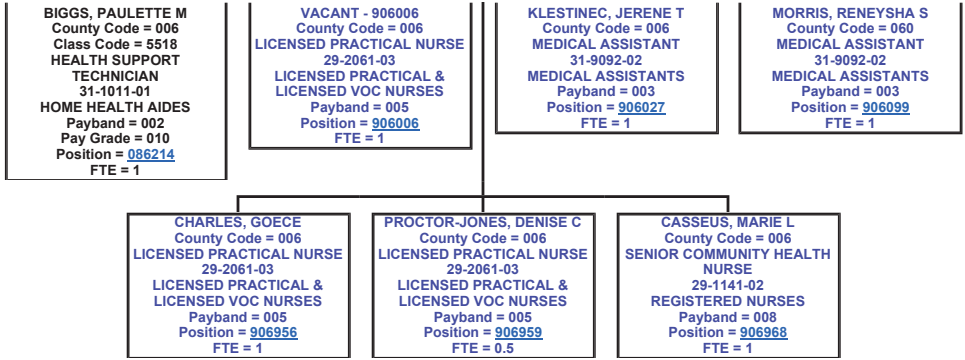 BIGGS, PAULETTE M
County Code = 006
Class Code = 5518
HEALTH SUPPORT
TECHNICIAN
31-1011-01
HOME HEALTH AIDES
Payband = 002
Pay Grade = 010
Position = 086214
FTE = 1
VACANT - 906006
County Code = 006
LICENSED PRACTICAL NURSE
29-2061-03
LICENSED PRACTICAL &
LICENSED VOC NURSES
Payband = 005
Position = 906006
FTE = 1
KLESTINEC, JERENE T
County Code = 006
MEDICAL ASSISTANT
31-9092-02
MEDICAL ASSISTANTS
Payband = 003
Position = 906027
FTE = 1
MORRIS, RENEYSHA S
County Code = 060
MEDICAL ASSISTANT
31-9092-02
MEDICAL ASSISTANTS
Payband = 003
Position = 906099
FTE = 1
CHARLES, GOECE
County Code = 006
LICENSED PRACTICAL NURSE
29-2061-03
LICENSED PRACTICAL &
LICENSED VOC NURSES
Payband = 005
Position = 906956
FTE = 1
PROCTOR-JONES, DENISE C
County Code = 006
LICENSED PRACTICAL NURSE
29-2061-03
LICENSED PRACTICAL &
LICENSED VOC NURSES
Payband = 005
Position = 906959
FTE = 0.5
CASSEUS, MARIE L
County Code = 006
SENIOR COMMUNITY HEALTH
NURSE
29-1141-02
REGISTERED NURSES
Payband = 008
Position = 906968
FTE = 1